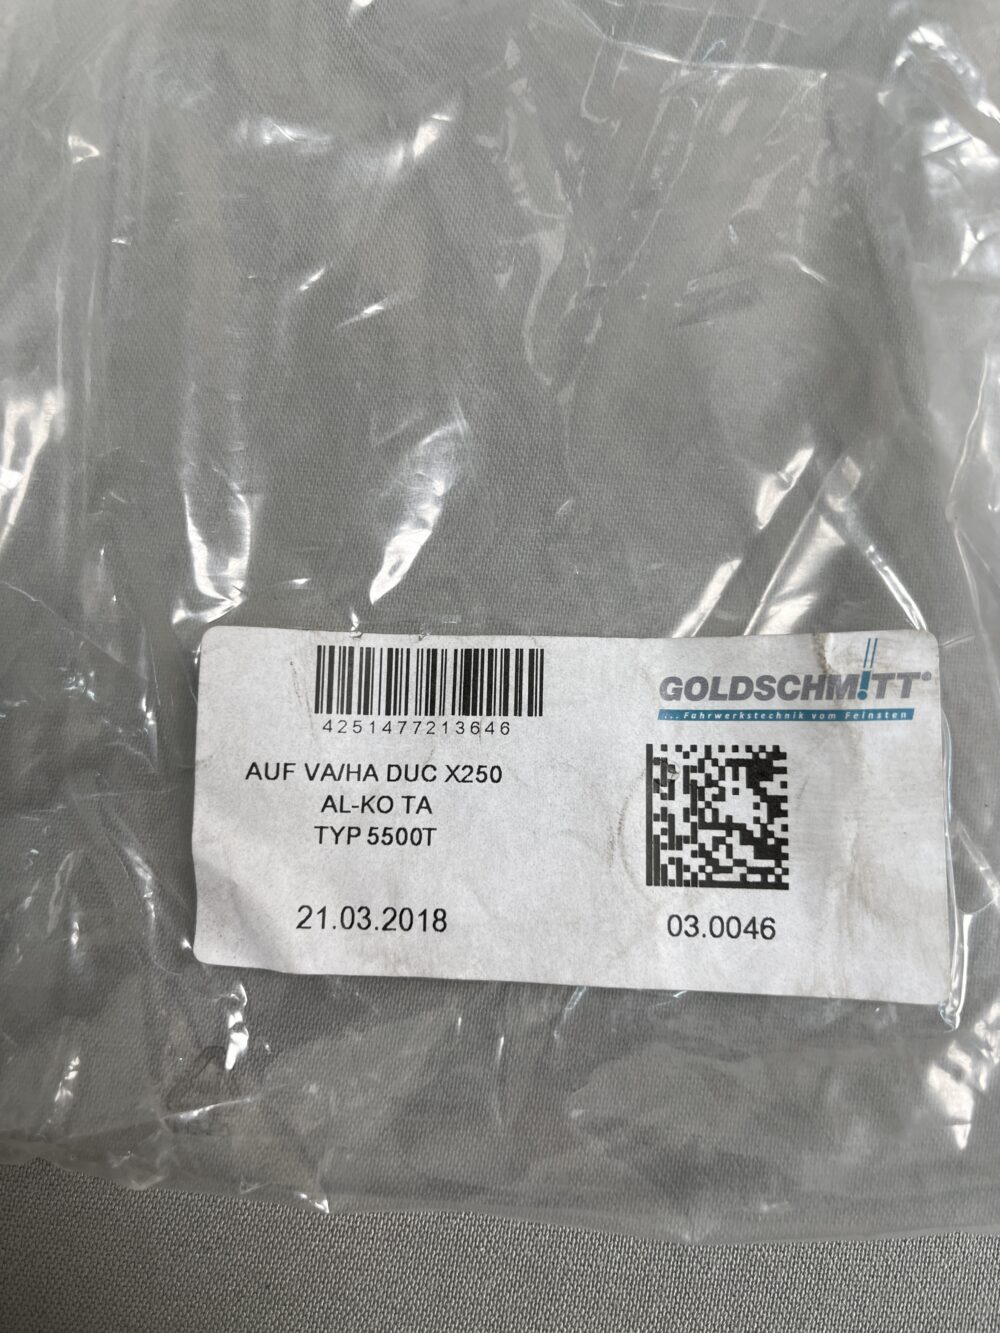 4251477213646
AUF VA/HA DUC X250
AL-KO TA
TYP 5500T
21.03.2018
GOLDSCHMITT®
...Fahrwerkstechnik vom Feinsten
03.0046